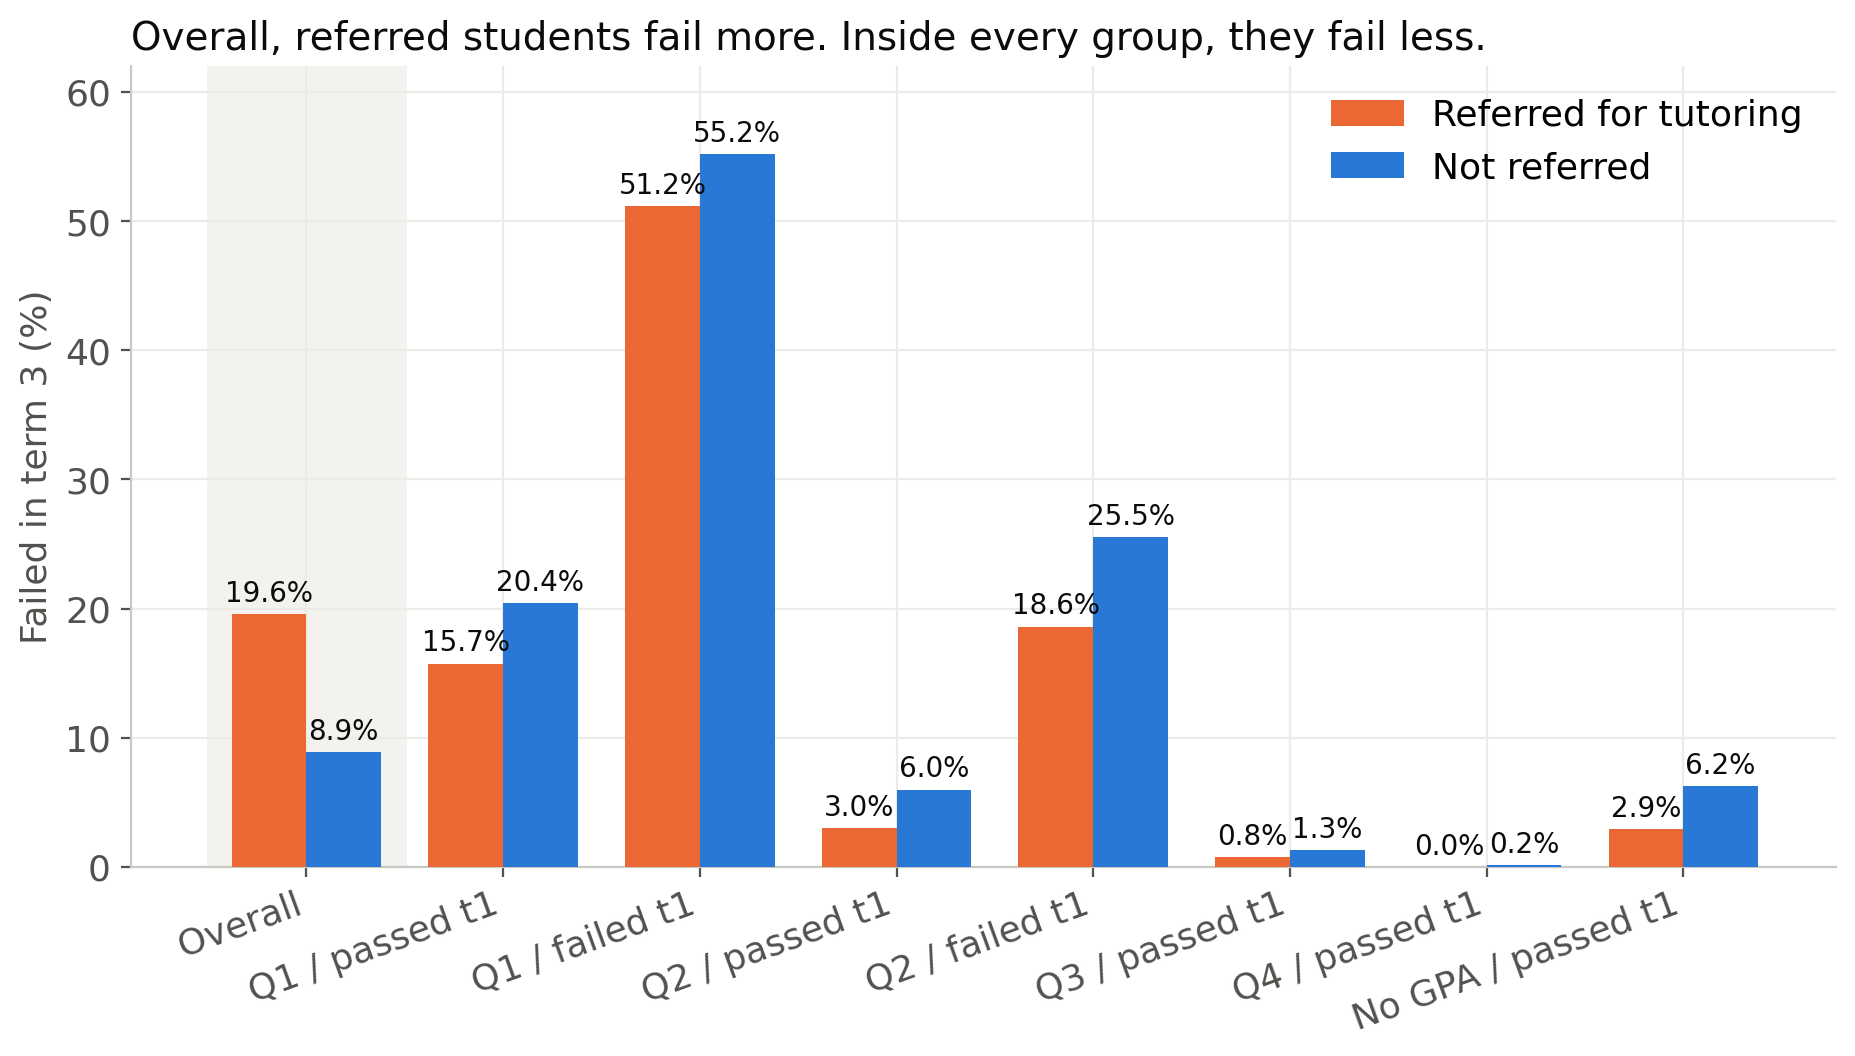 Overall, referred students fail more. Inside every group, they fail less.
Referred for tutoring
Not referred
Failed in term 3 (%)
60
50
40
30
20
10
0
19.6%
8.9%
15.7%
20.4%
51.2%
55.2%
3.0%
6.0%
18.6%
25.5%
0.8%
1.3%
0.0%
0.2%
2.9%
6.2%
Overall
Q1 / passed t1
Q1 / failed t1
Q2 / passed t1
Q2 / failed t1
Q3 / passed t1
Q4 / passed t1
No GPA / passed t1